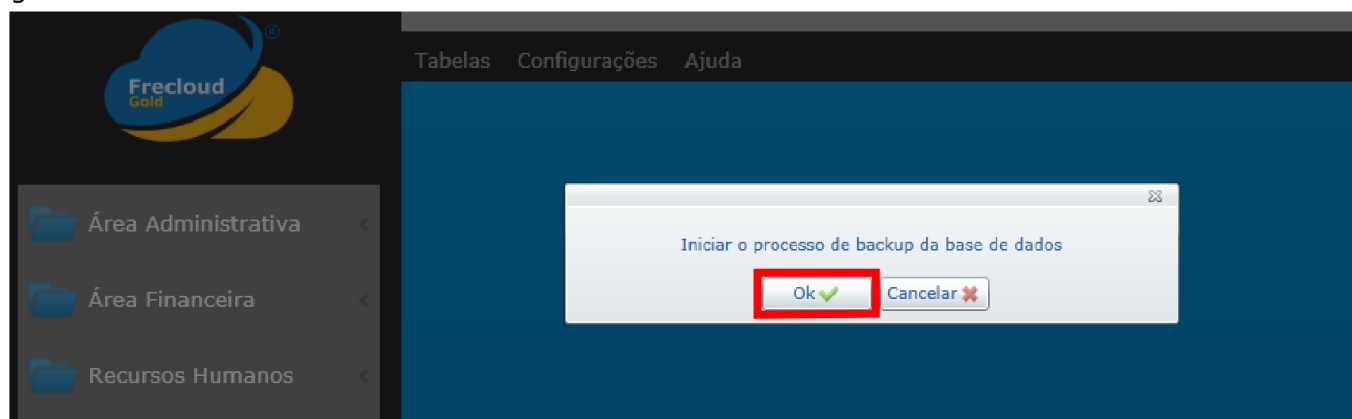 Frecloud
Gold
®
Tabelas Configurações Ajuda
Área Administrativa
Área Financeira
Recursos Humanos
Iniciar o processo de backup da base de dados
Ok Cancelar